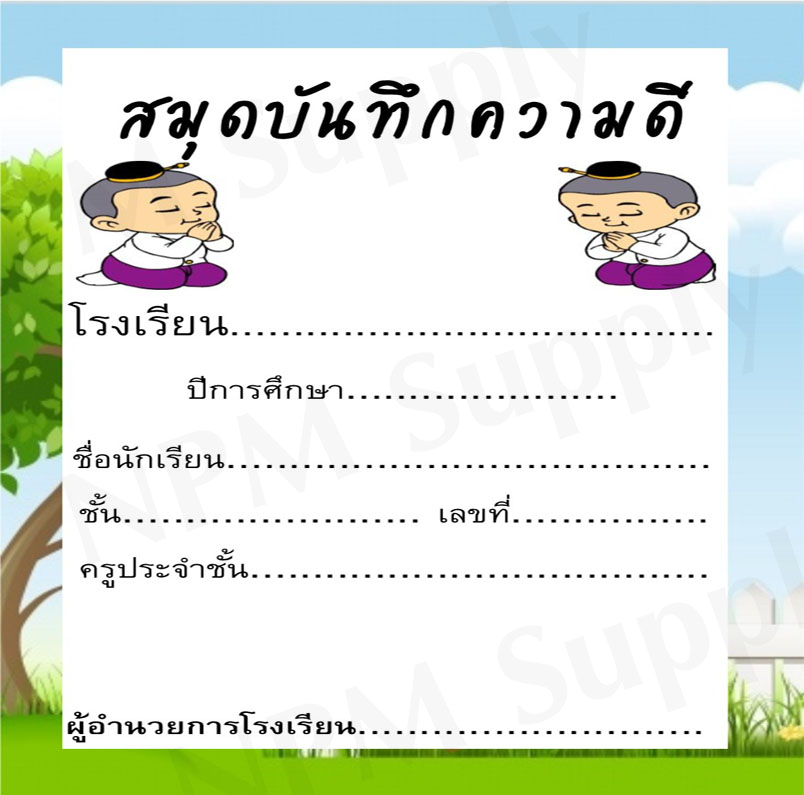 สมุดบันทึกความดี
โรงเรียน.......................................
ปีการศึกษา......................
ชื่อนักเรียน.......................................
ชั้น........................ เลขที่................
ครูประจำชั้น.....................................
ผู้อำนวยการโรงเรียน............................
NPM Supply
NPM Supply
NPM Supply